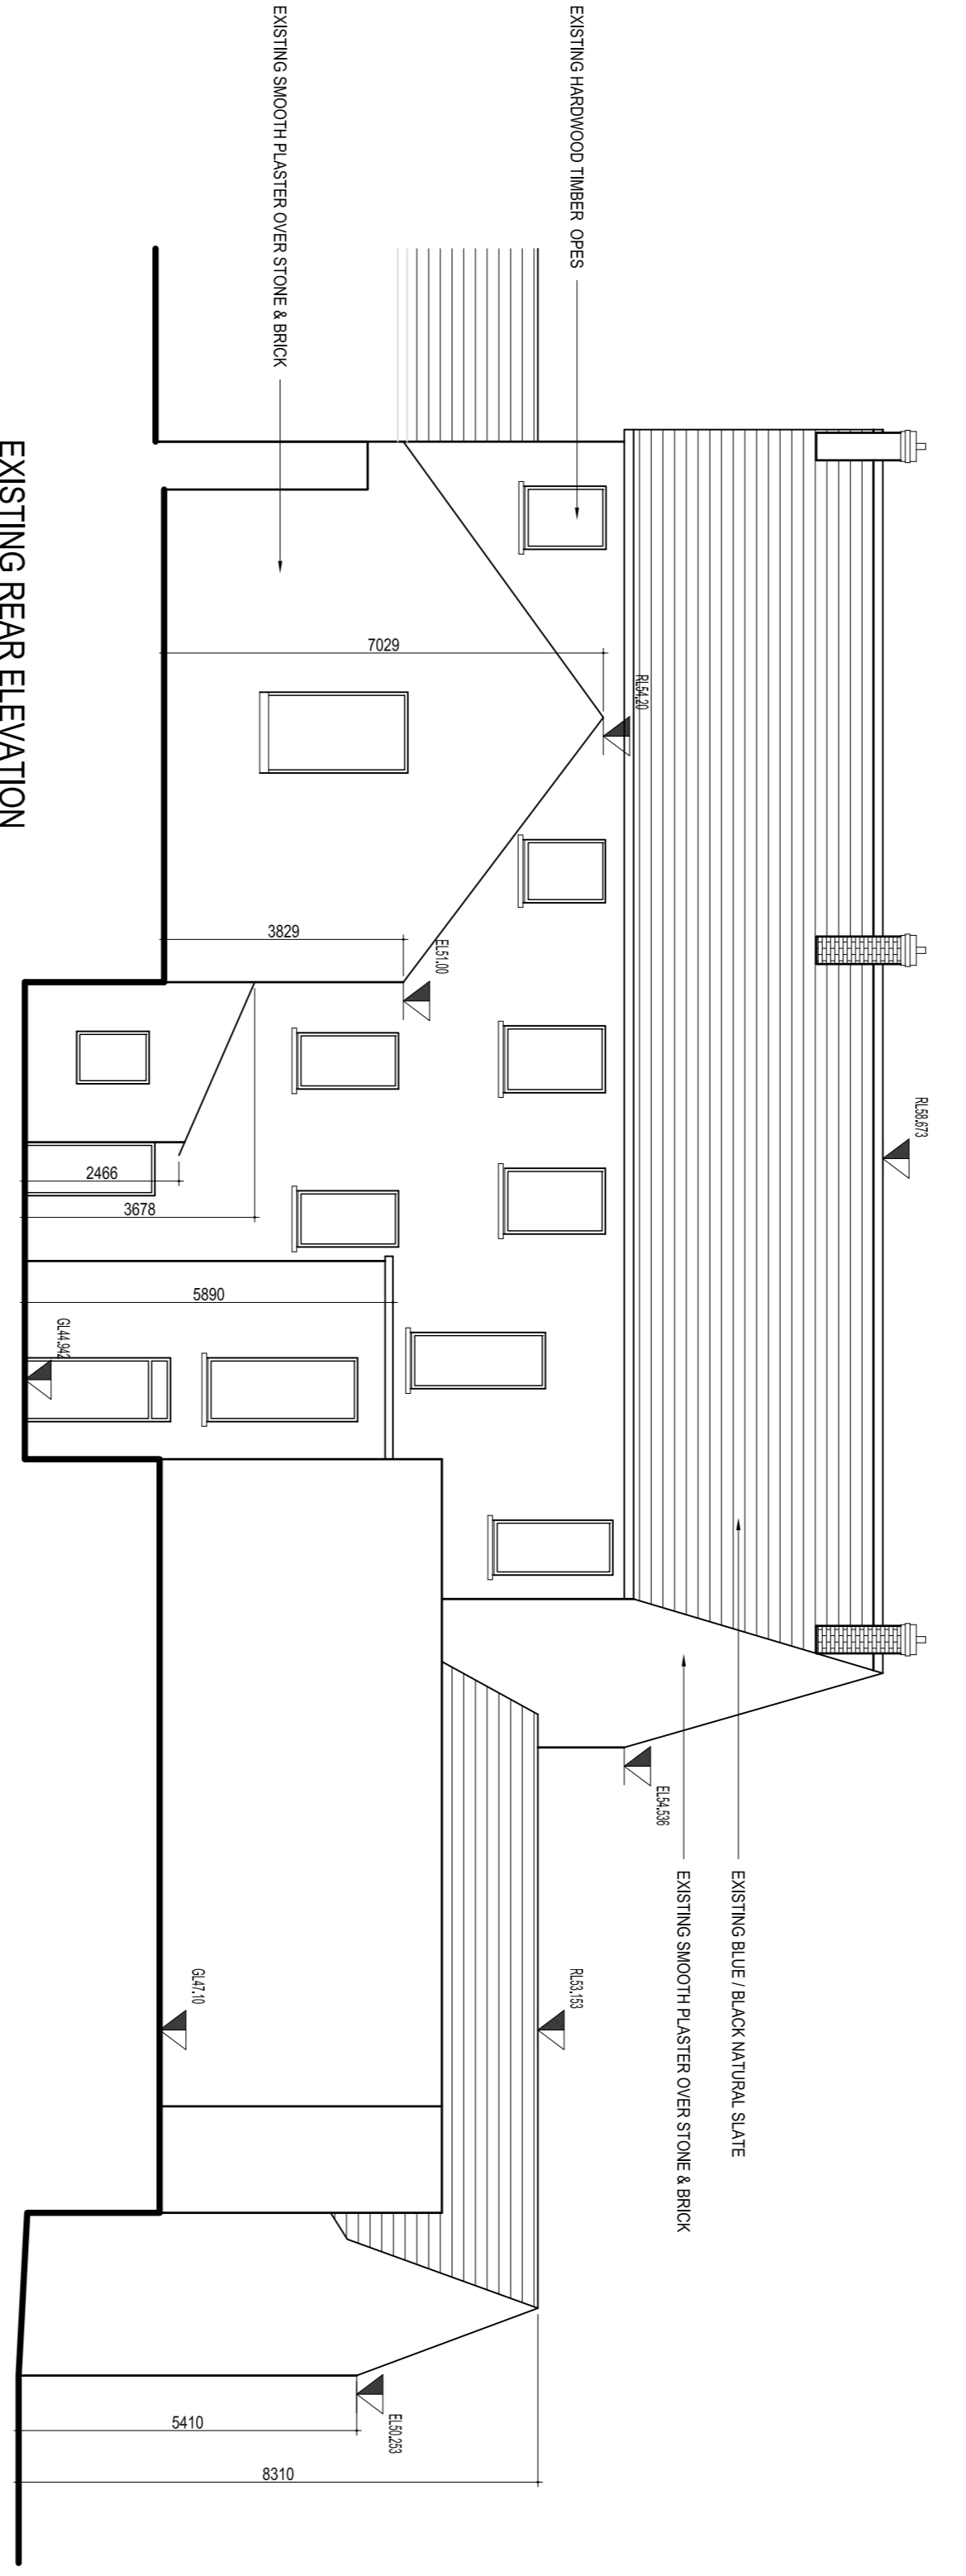 EXISTING SMOOTH PLASTER OVER STONE & BRICK
EXISTING HARDWOOD TIMBER OPES
RL58.673
RL54.20
7029
EL51.00
3829
2466
3678
5890
GL44.942
EL54.536
EXISTING BLUE / BLACK NATURAL SLATE
EXISTING SMOOTH PLASTER OVER STONE & BRICK
RL53.153
GL47.10
EL50.253
5410
8310
EXISTING REAR ELEVATION